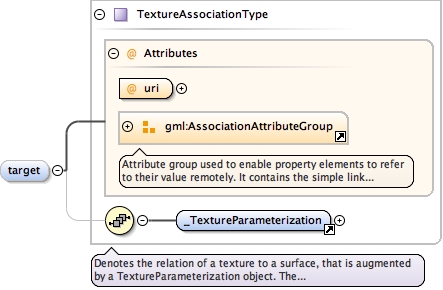 TextureAssociationType
@ Attributes
@ uri
gml:AssociationAttributeGroup
Attribute group used to enable property elements to refer
to their value remotely. It contains the simple link...
target
_TextureParameterization
Denotes the relation of a texture to a surface, that is augmented
by a TextureParameterization object. The...